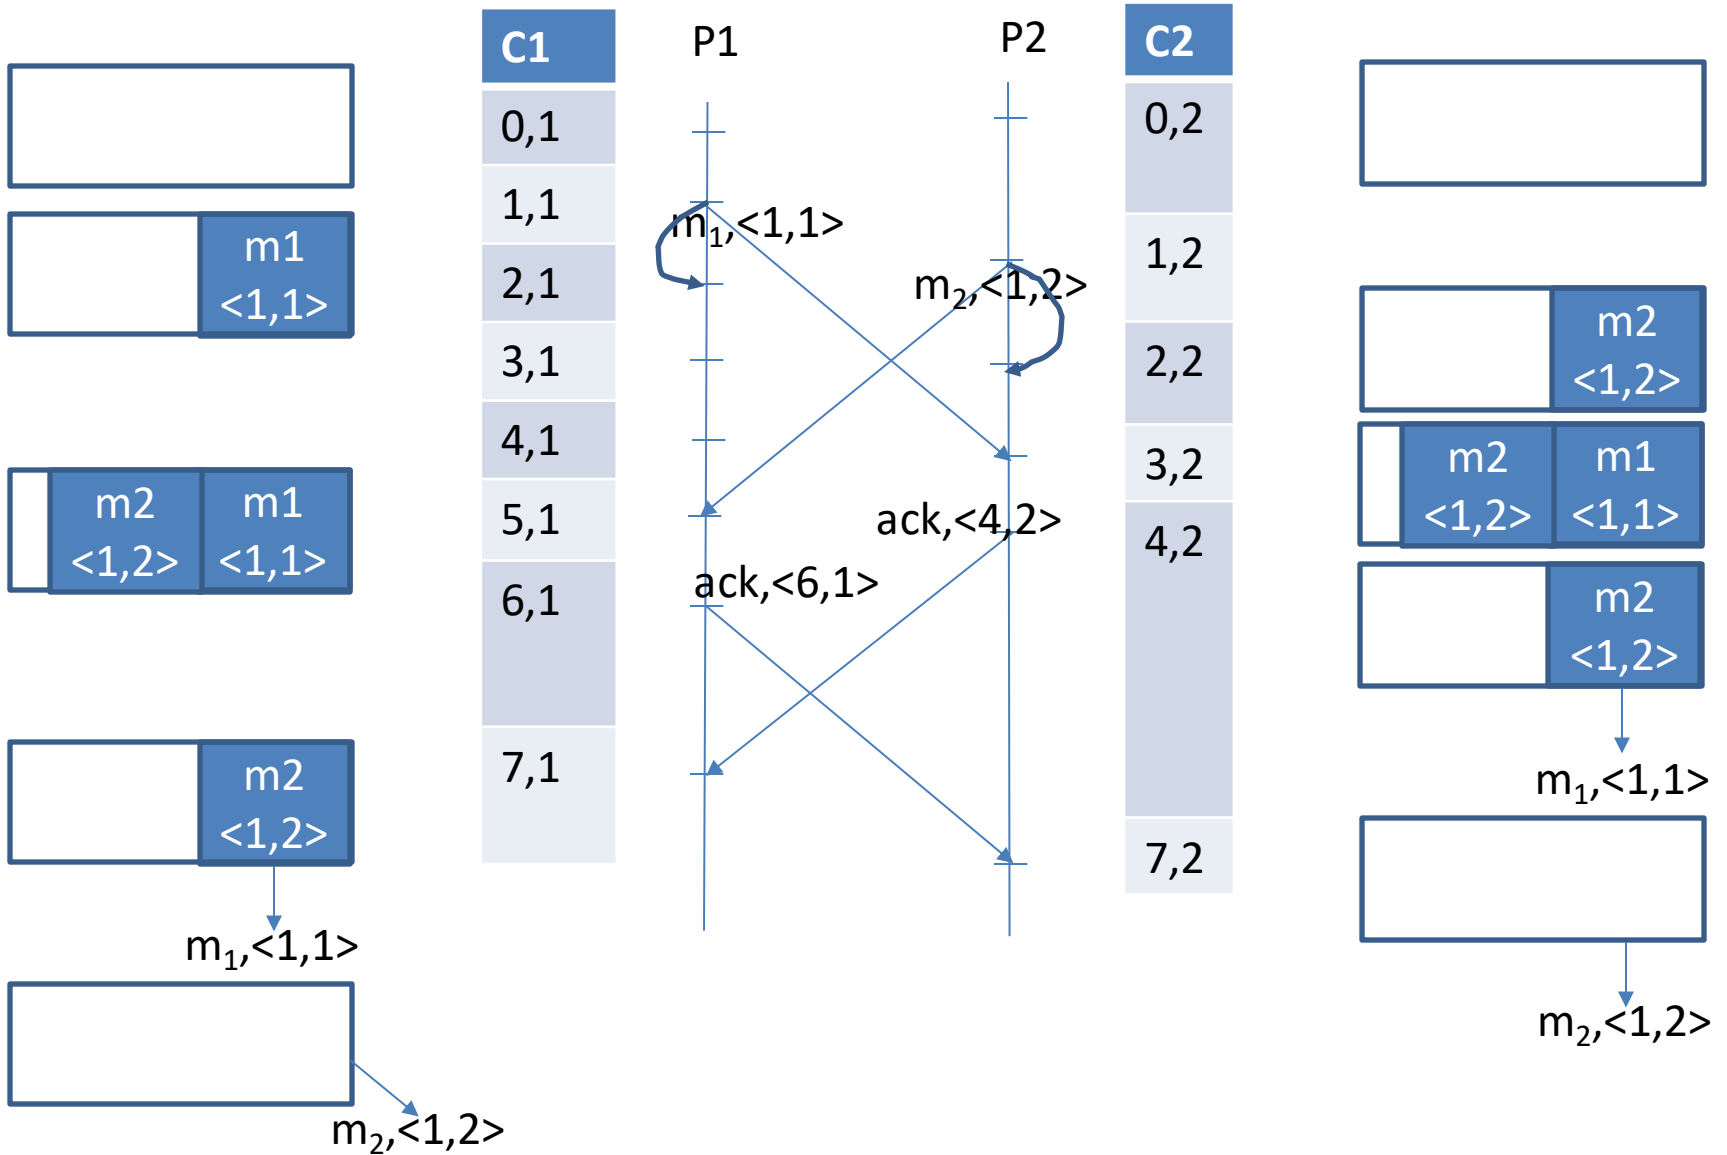 C1
P1
P2
C2
0,1
0,2
1,1
m₁,<1,1>
1,2
m1
<1,1>
2,1
m₂,<1,2>
m2
<1,2>
3,1
2,2
4,1
3,2
m2
<1,2>
m1
<1,1>
m2
<1,2>
m1
<1,1>
5,1
ack,<4,2>
4,2
6,1
ack,<6,1>
m2
<1,2>
7,1
m2
<1,2>
m₁,<1,1>
7,2
m₁,<1,1>
m₂,<1,2>
m₂,<1,2>